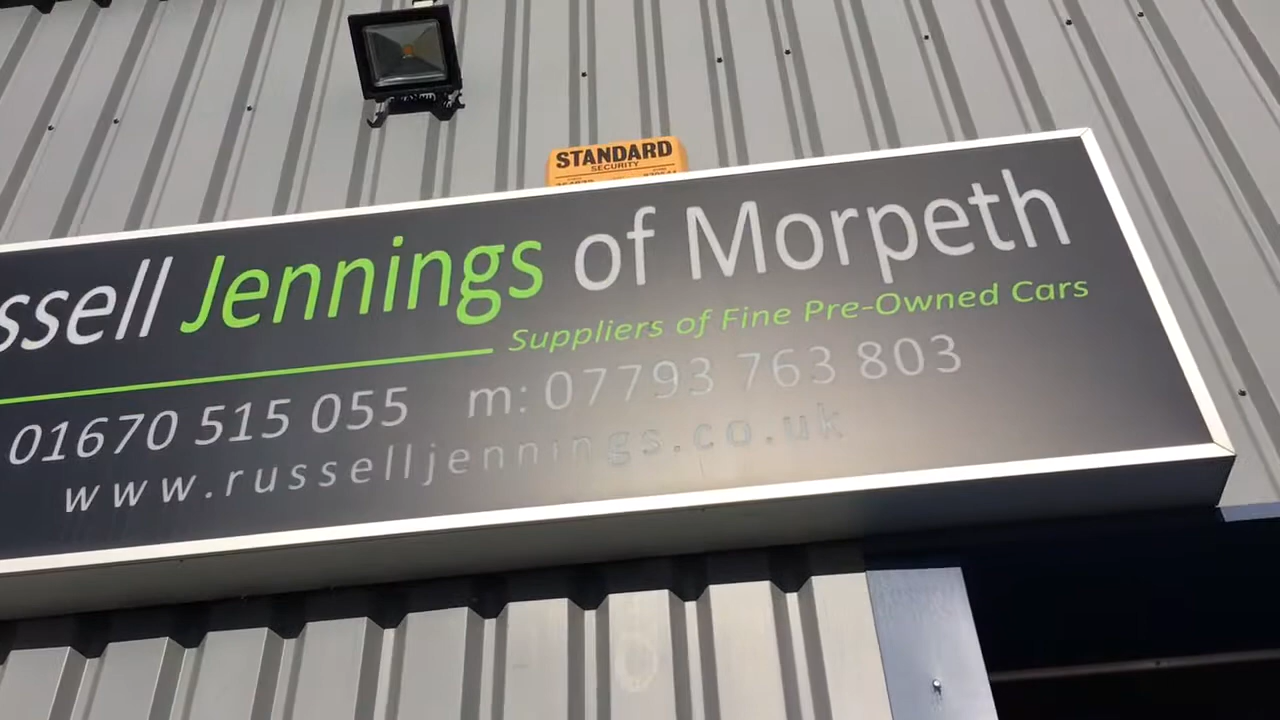 STANDARD
SECURITY
ssell Jennings of Morpeth
Suppliers of Fine Pre-Owned Cars
01670 515 055 m: 07793 763 803
www.russelljennings.co.uk